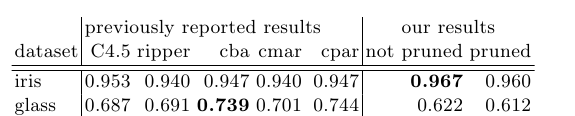 previously reported results our results
dataset C4.5 ripper cba cmar cpar not pruned pruned
iris 0.953 0.940 0.947 0.940 0.947 0.967 0.960
glass 0.687 0.691 0.739 0.701 0.744 0.622 0.612